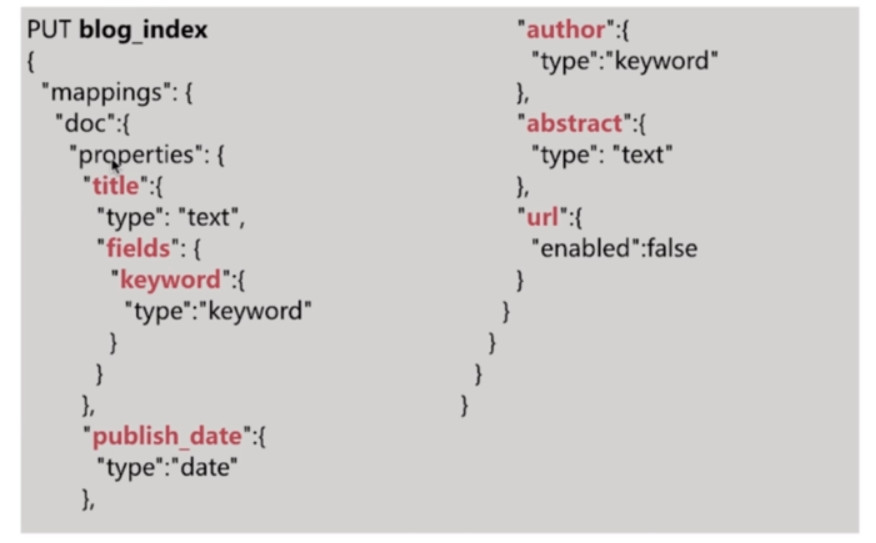 PUT blog_index
{
"mappings": {
"doc":{
"properties": {
"title":{
"type": "text",
"fields": {
"keyword":{
"type":"keyword"
}
}
},
"publish_date":{
"type":"date"
},
"author":{
"type":"keyword"
},
"abstract":{
"type": "text"
},
"url":{
"enabled":false
}
}
}
}
}